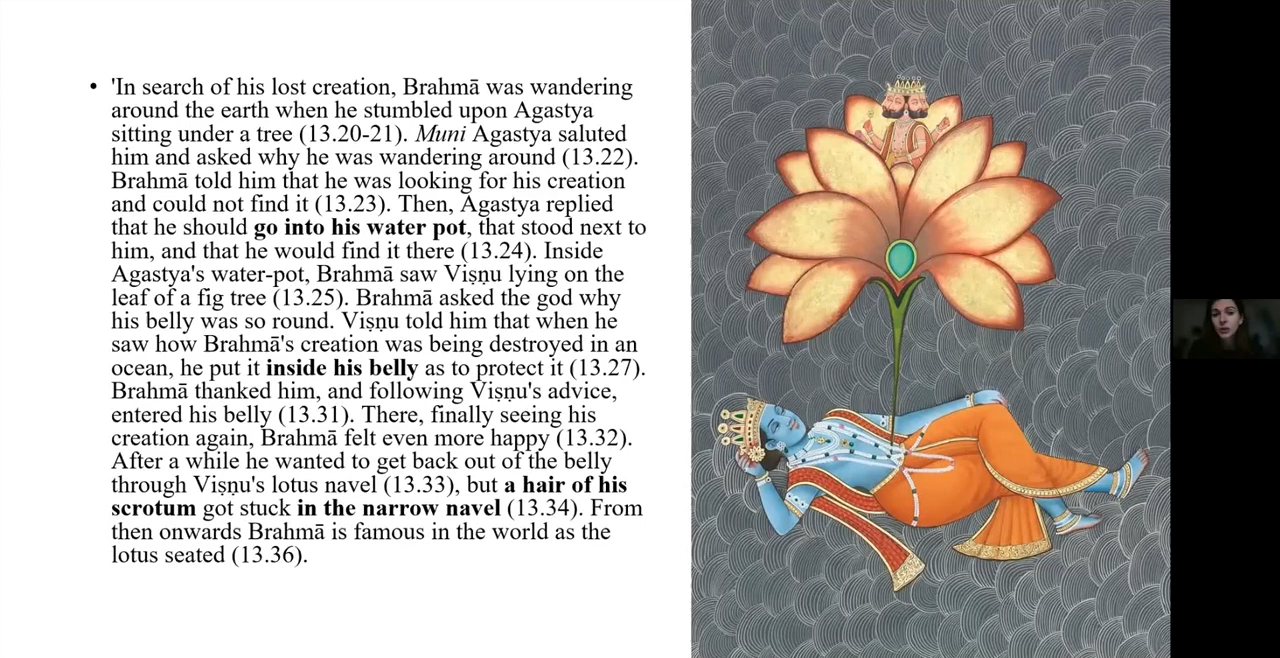 • 'In search of his lost creation, Brahmā was wandering
around the earth when he stumbled upon Agastya
sitting under a tree (13.20-21). Muni Agastya saluted
him and asked why he was wandering around (13.22).
Brahmā told him that he was looking for his creation
and could not find it (13.23). Then, Agastya replied
that he should go into his water pot, that stood next to
him, and that he would find it there (13.24). Inside
Agastya's water-pot, Brahmā saw Viṣṇu lying on the
leaf of a fig tree (13.25). Brahmā asked the god why
his belly was so round. Viṣṇu told him that when he
saw how Brahmā's creation was being destroyed in an
ocean, he put it inside his belly as to protect it (13.27).
Brahmā thanked him, and following Viṣṇu's advice,
entered his belly (13.31). There, finally seeing his
creation again, Brahmā felt even more happy (13.32).
After a while he wanted to get back out of the belly
through Viṣṇu's lotus navel (13.33), but a hair of his
scrotum got stuck in the narrow navel (13.34). From
then onwards Brahmā is famous in the world as the
lotus seated (13.36).